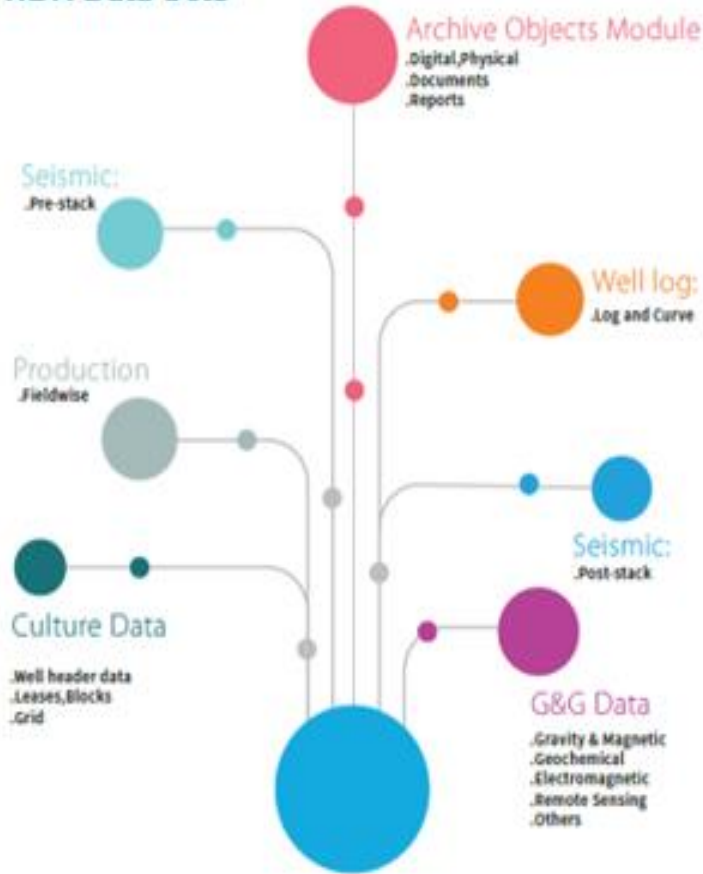 Archive Objects Module
.Digital,Physical
.Documents
.Reports
Seismic:
.Pre-stack
Well log:
.Log and Curve
Production
.Fieldwise
Seismic:
.Post-stack
Culture Data
.Well header data
.Leases,Blocks
.Grid
G&G Data
.Gravity & Magnetic
.Geochemical
.Electromagnetic
.Remote Sensing
.Others